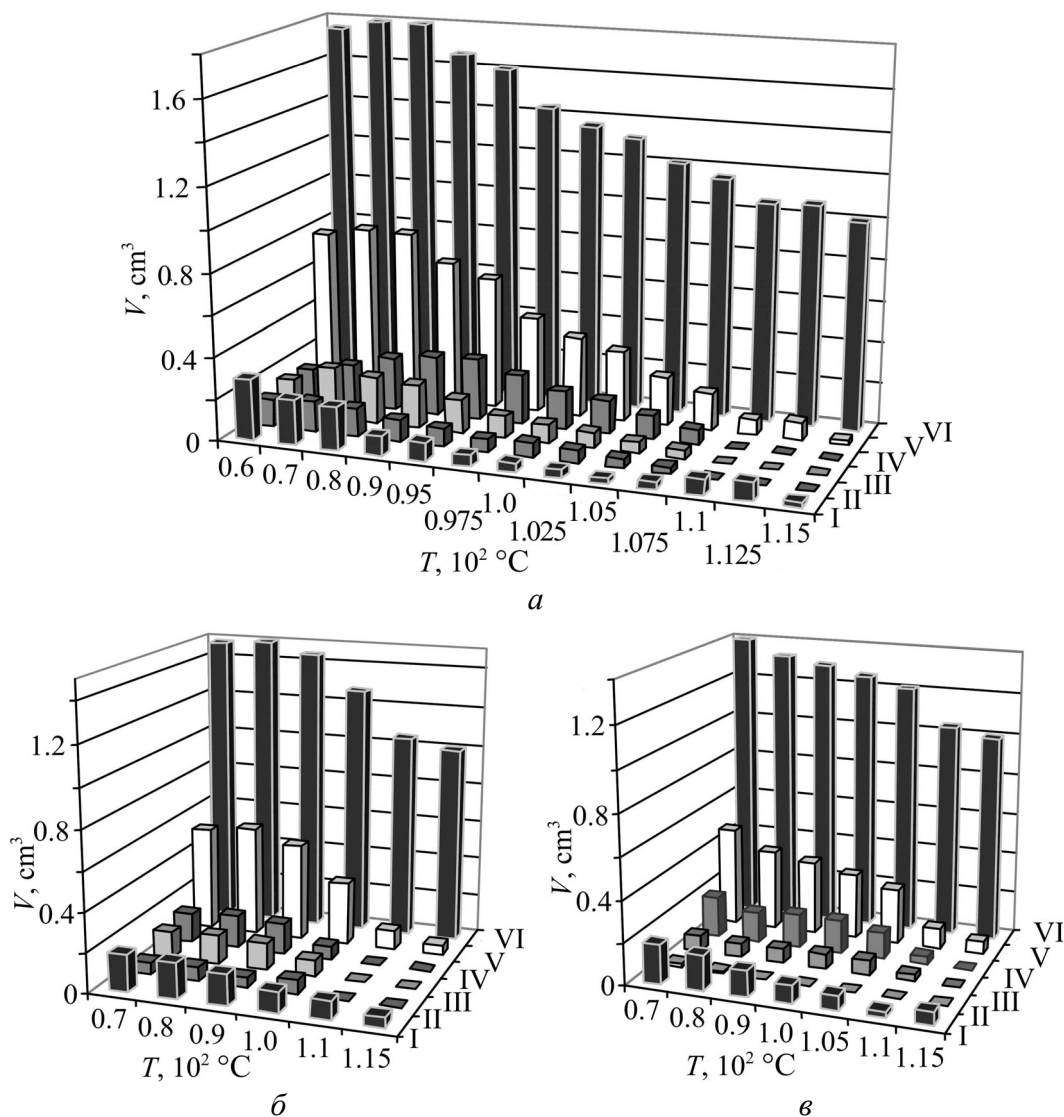 1.6
1.2
0.8
0.4
0
V, cm³
0.6
0.7
0.8
0.9
0.95
0.975
1.0
1.025
1.05
1.075
1.1
1.125
1.15
I
II
III
IV
V
VI
T, 10² °C
а
1.2
0.8
0.4
0
V, cm³
0.7
0.8
0.9
1.0
1.1
1.15
I
II
III
IV
V
VI
T, 10² °C
б
1.2
0.8
0.4
0
V, cm³
0.7
0.8
0.9
1.0
1.05
1.1
1.15
I
II
III
IV
V
VI
T, 10² °C
в